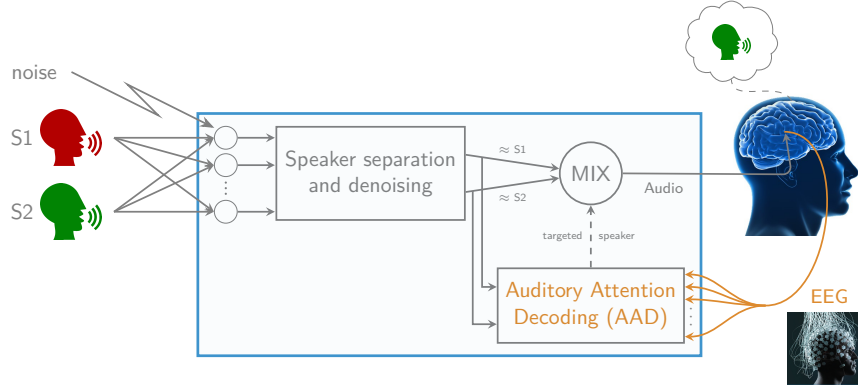 noise
S1
S2
Speaker separation
and denoising
≈ S1
≈ S2
MIX
Audio
targeted speaker
Auditory Attention
Decoding (AAD)
EEG